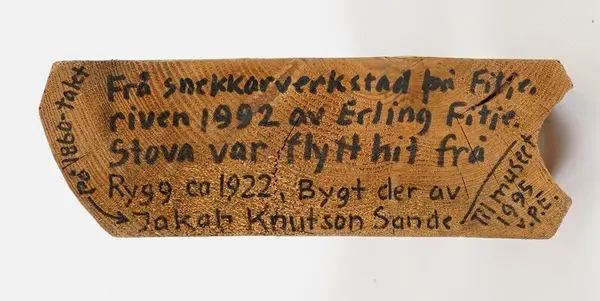 Frå snekkarverkstad på Fitje.
riven 1992 av Erling Fitje.
Stova var flytt hit frå
Rygg ca 1922, Bygt der av
Jakob Knutson Sande
på 1860-talet
Til museet
1995
v.P.E.